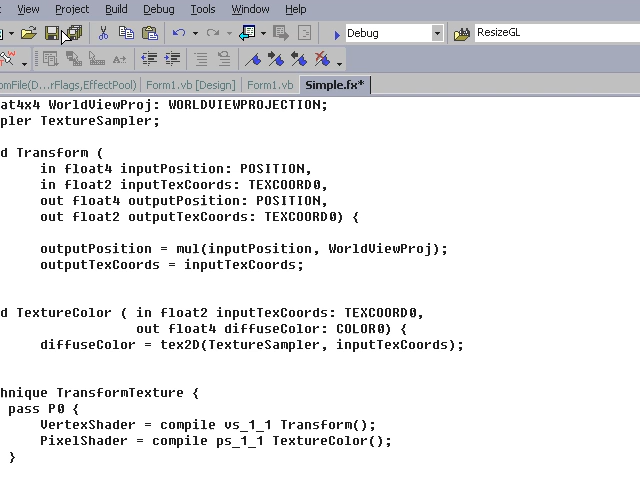 View Project Build Debug Tools Window Help
Debug ResizeGL
omFile(D...rFlags,EffectPool) Form1.vb [Design] Form1.vb Simple.fx*
at4x4 WorldViewProj: WORLDVIEWPROJECTION;
pler TextureSampler;
d Transform (
in float4 inputPosition: POSITION,
in float2 inputTexCoords: TEXCOORD0,
out float4 outputPosition: POSITION,
out float2 outputTexCoords: TEXCOORD0) {
outputPosition = mul(inputPosition, WorldViewProj);
outputTexCoords = inputTexCoords;
d TextureColor ( in float2 inputTexCoords: TEXCOORD0,
out float4 diffuseColor: COLOR0) {
diffuseColor = tex2D(TextureSampler, inputTexCoords);
hnique TransformTexture {
pass P0 {
VertexShader = compile vs_1_1 Transform();
PixelShader = compile ps_1_1 TextureColor();
}